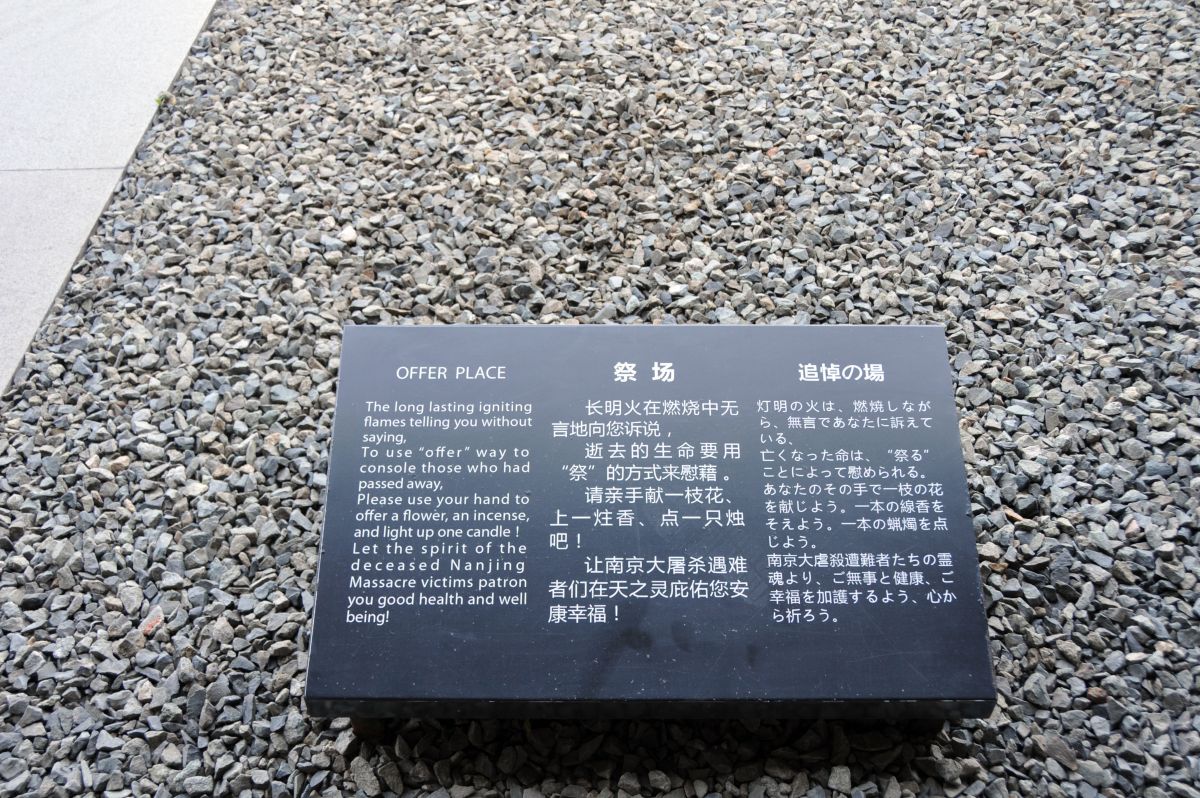 OFFER PLACE
The long lasting igniting
flames telling you without
saying,
To use “offer” way to
console those who had
passed away,
Please use your hand to
offer a flower, an incense,
and light up one candle !
Let the spirit of the
deceased Nanjing
Massacre victims patron
you good health and well
being!
祭场
长明火在燃烧中无
言地向您诉说，
逝去的生命要用
“祭”的方式来慰藉。
请亲手献一枝花、
上一炷香、点一只烛
吧！
让南京大屠杀遇难
者们在天之灵庇佑您安
康幸福！
追悼の場
灯明の火は、燃焼しなが
ら、無言であなたに訴えて
いる、
亡くなった命は、“祭る”
ことによって慰められる。
あなたのその手で一枝の花
を献じよう。一本の線香を
そえよう。一本の蝋燭を点
じよう。
南京大虐殺遭難者たちの霊
魂より、ご無事と健康、ご
幸福を加護するよう、心か
ら祈ろう。